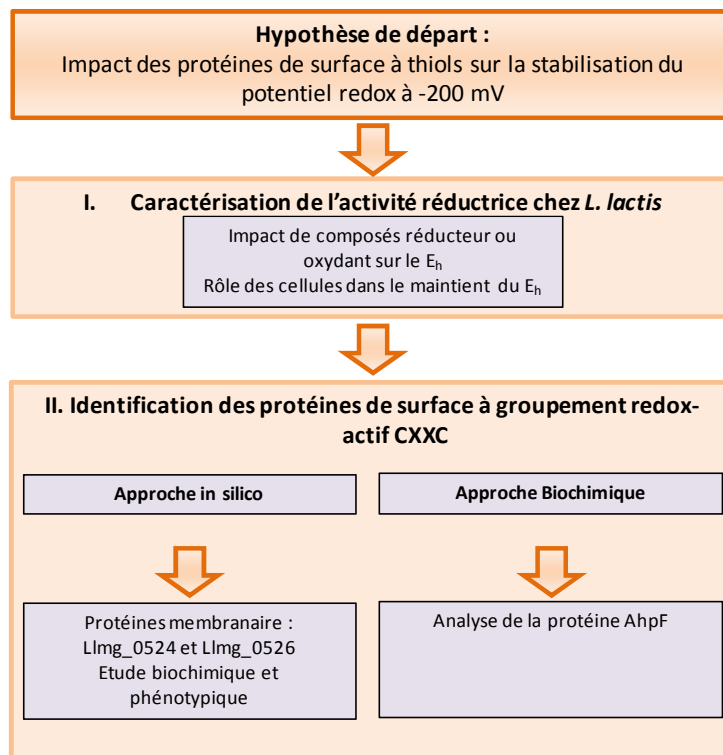 Hypothèse de départ :
Impact des protéines de surface à thiols sur la stabilisation du
potentiel redox à -200 mV
I. Caractérisation de l'activité réductrice chez L. lactis
Impact de composés réducteur ou
oxydant sur le Eh
Rôle des cellules dans le maintient du Eh
II. Identification des protéines de surface à groupement redox-
actif CXXC
Approche in silico
Approche Biochimique
Protéines membranaire :
Llmg_0524 et Llmg_0526
Etude biochimique et
phénotypique
Analyse de la protéine AhpF